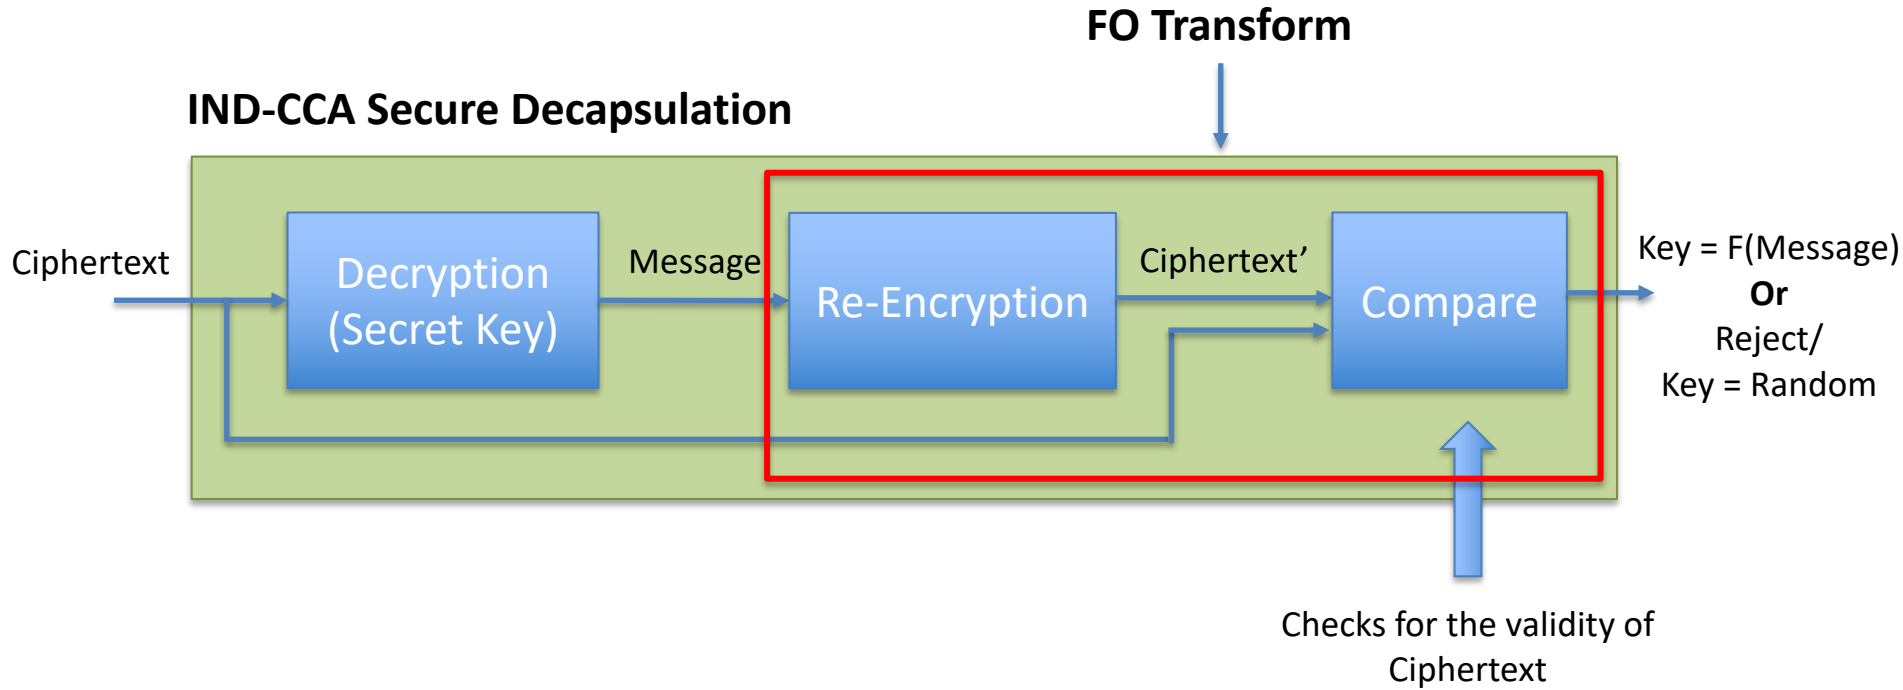 FO Transform
IND-CCA Secure Decapsulation
Ciphertext
Decryption
(Secret Key)
Message
Re-Encryption
Ciphertext’
Compare
Key = F(Message)
Or
Reject/
Key = Random
Checks for the validity of
Ciphertext